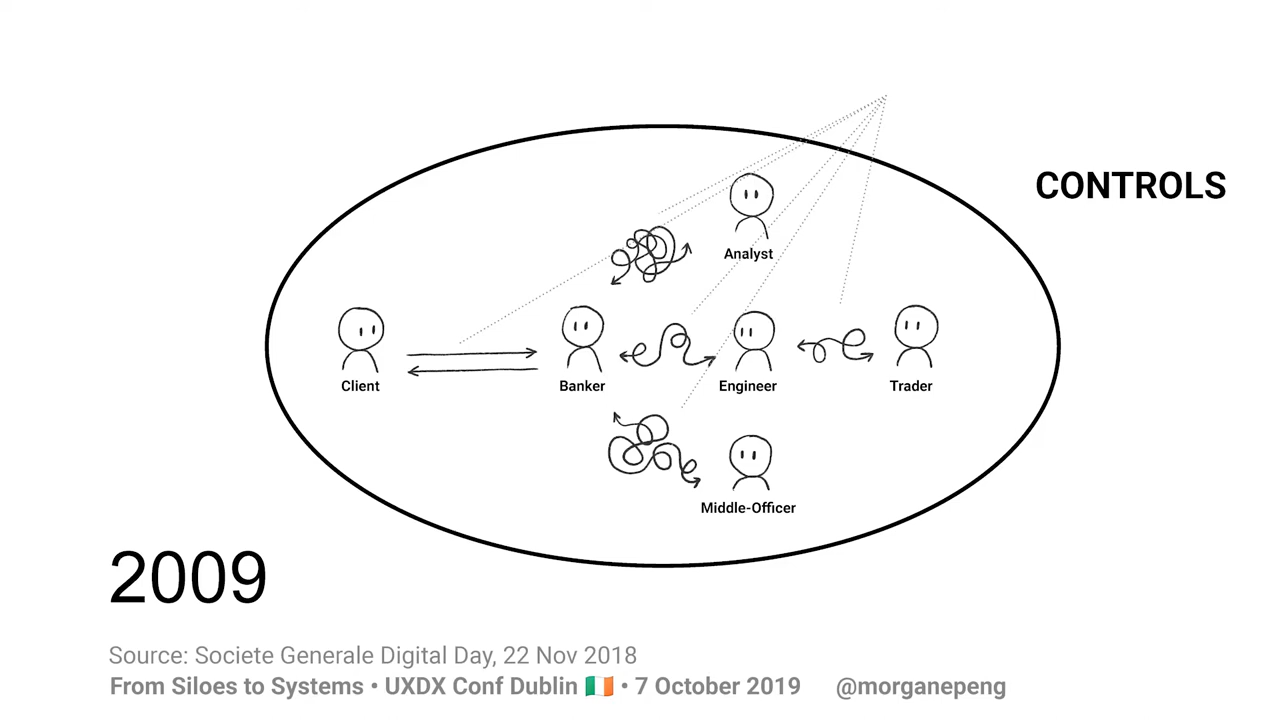 CONTROLS
Analyst
Client
Banker
Engineer
Trader
Middle-Officer
2009
Source: Societe Generale Digital Day, 22 Nov 2018
From Siloes to Systems • UXDX Conf Dublin 🇮🇪 • 7 October 2019 @morganepeng